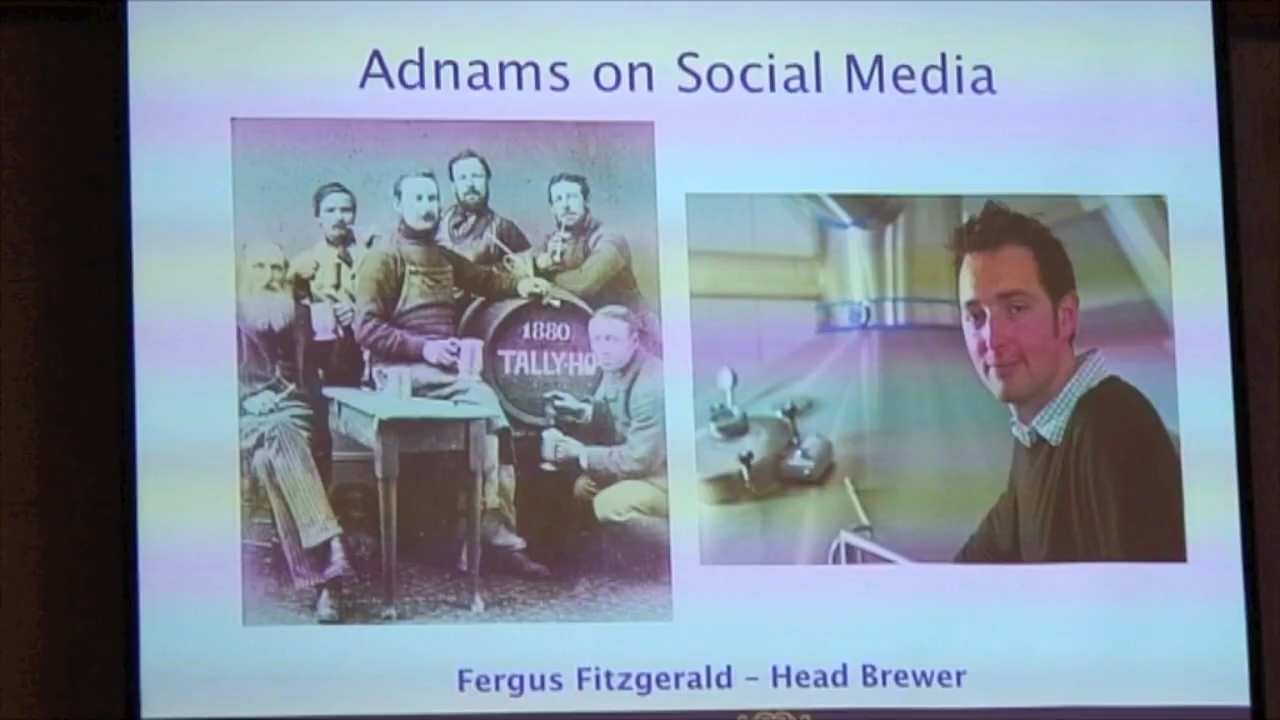 Adnams on Social Media
1880
TALLY-HO
Fergus Fitzgerald – Head Brewer